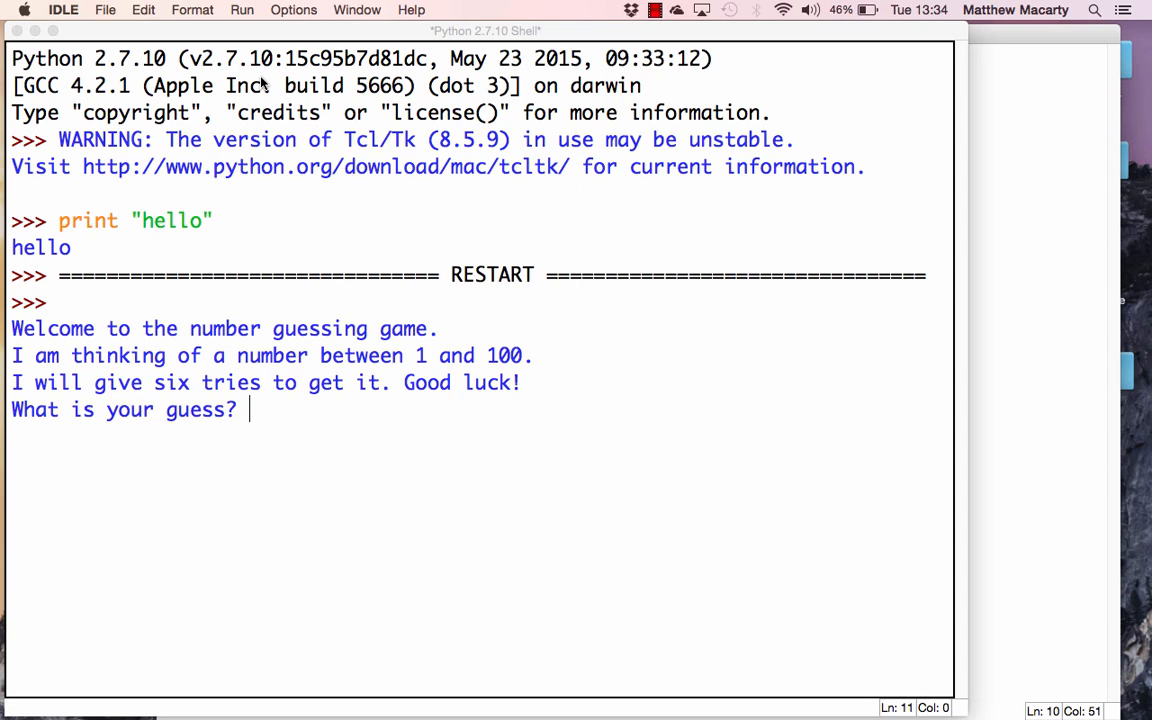 IDLE File Edit Format Run Options Window Help 46% Tue 13:34 Matthew Macarty
*Python 2.7.10 Shell*
Python 2.7.10 (v2.7.10:15c95b7d81dc, May 23 2015, 09:33:12)
[GCC 4.2.1 (Apple Inc. build 5666) (dot 3)] on darwin
Type "copyright", "credits" or "license()" for more information.
>>> WARNING: The version of Tcl/Tk (8.5.9) in use may be unstable.
Visit http://www.python.org/download/mac/tcltk/ for current information.
>>> print "hello"
hello
>>> ================================ RESTART ================================
>>>
Welcome to the number guessing game.
I am thinking of a number between 1 and 100.
I will give six tries to get it. Good luck!
What is your guess?
Ln: 11 Col: 0
Ln: 10 Col: 51